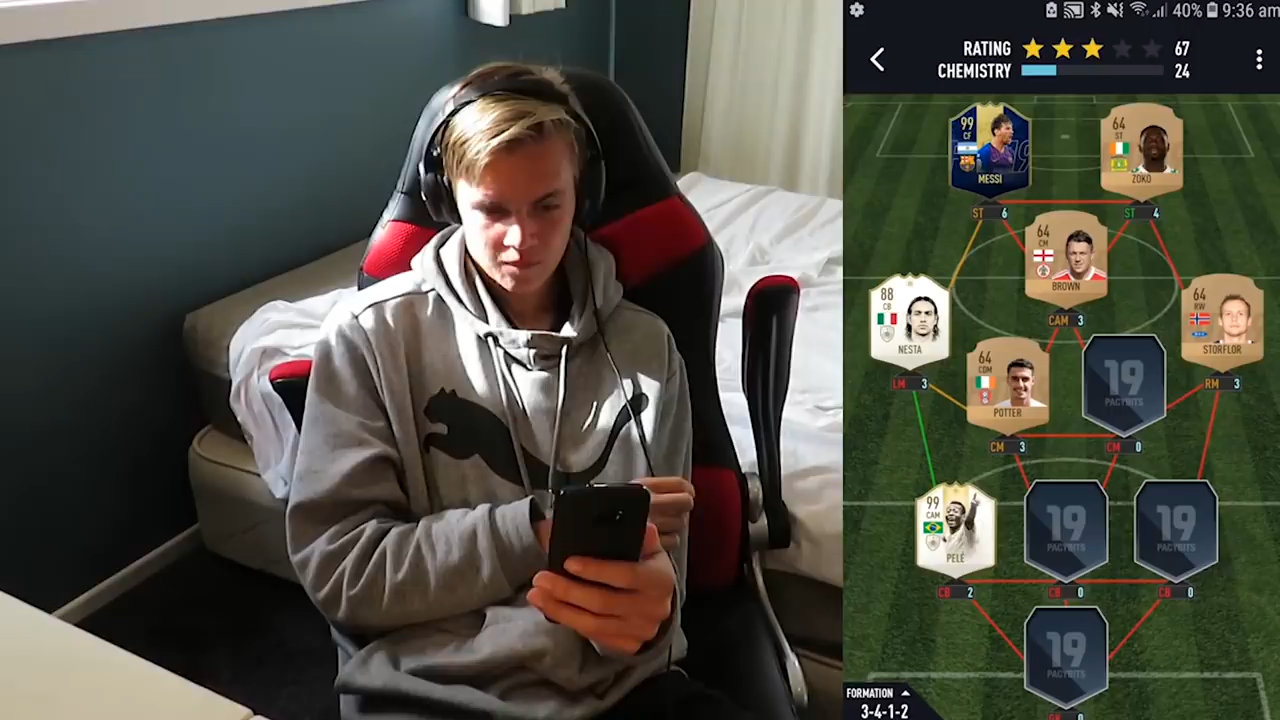 40% 9:36 am
RATING 67
CHEMISTRY 24
99 CF MESSI
64 ST ZOKO
ST 6
ST 4
64 CM BROWN
CAM 3
88 CB NESTA
64 RW STORFLOR
LM 3
RM 3
64 CDM POTTER
19 PACYBITS
CM 3
CM 0
99 CAM PELÉ
19 PACYBITS
19 PACYBITS
CB 2
CB 0
CB 0
19 PACYBITS
FORMATION
3-4-1-2